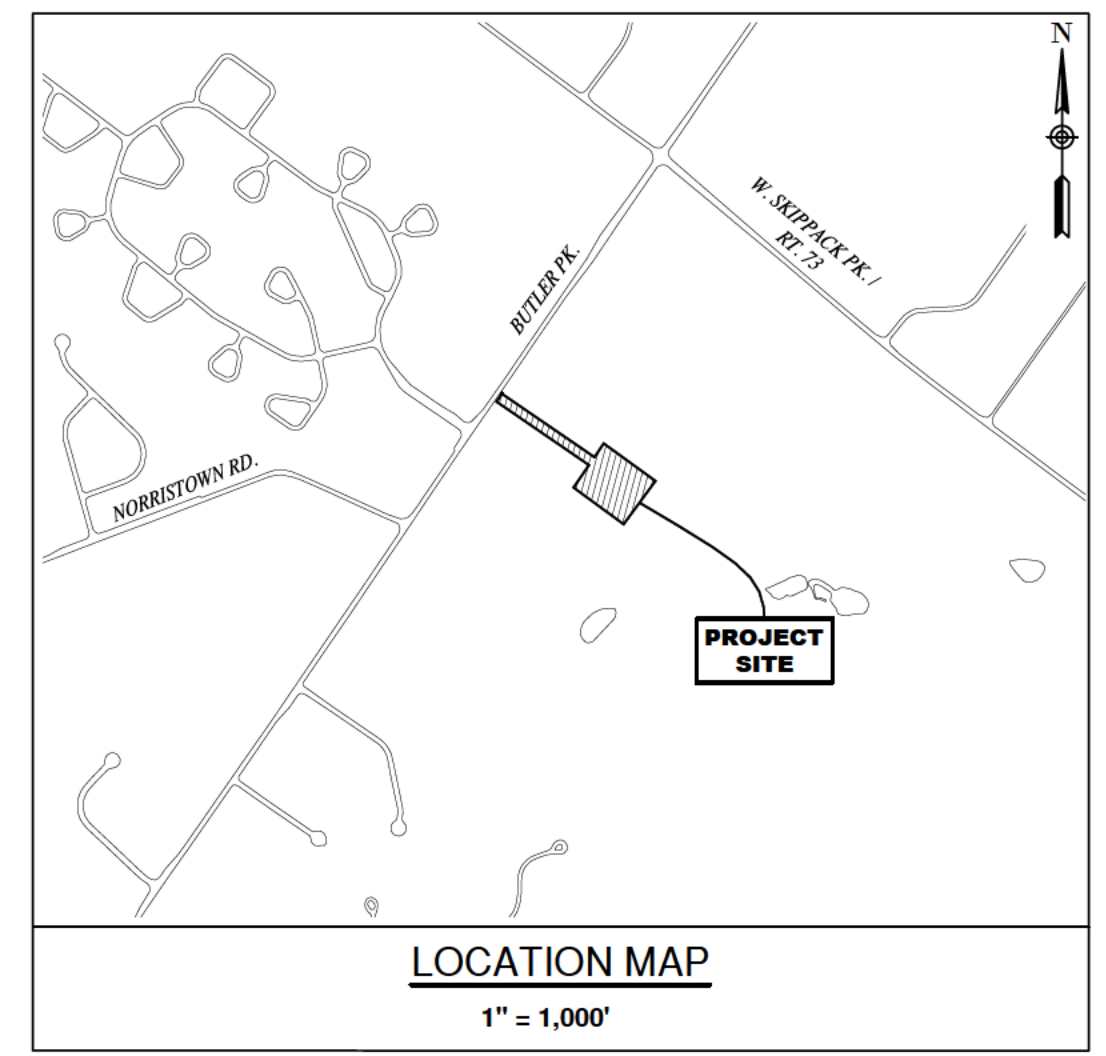 N
W. SKIPPACK PK. /
RT. 73
BUTLER PK.
NORRISTOWN RD.
PROJECT
SITE
LOCATION MAP
1" = 1,000'